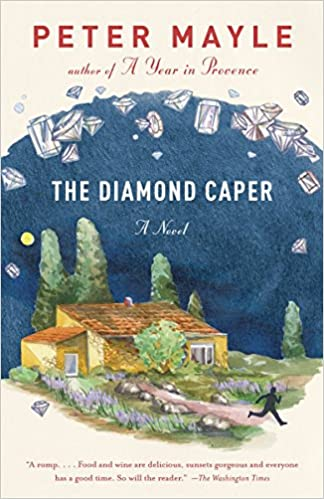 PETER MAYLE
author of A Year in Provence
THE DIAMOND CAPER
A Novel
"A romp. . . . Food and wine are delicious, sunsets gorgeous and everyone
has a good time. So will the reader." —The Washington Times